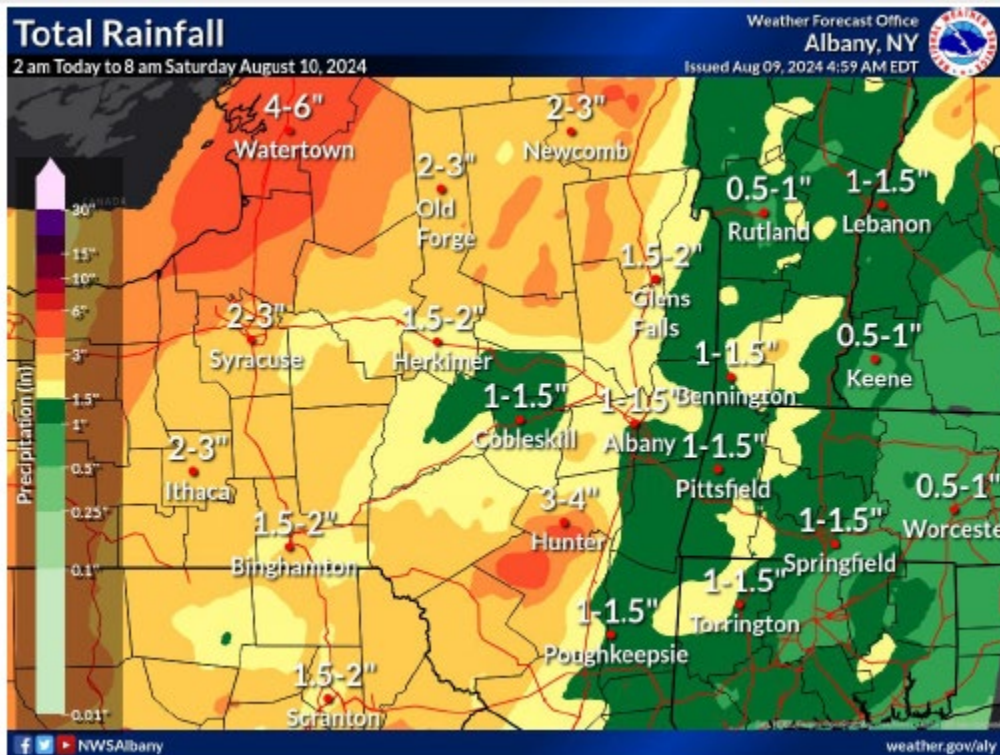 Total Rainfall
2 am Today to 8 am Saturday August 10, 2024
Weather Forecast Office
Albany, NY
Issued Aug 09, 2024 4:59 AM EDT
NATIONAL WEATHER SERVICE
4-6"
Watertown
2-3"
Newcomb
2-3"
Old
Forge
0.5-1"
Rutland
1-1.5"
Lebanon
CANADA
1.5-2"
Glens
Falls
2-3"
Syracuse
1.5-2"
Herkimer
1-1.5"
Bennington
0.5-1"
Keene
1-1.5"
Cobleskill
1-1.5"
Albany
1-1.5"
Pittsfield
2-3"
Ithaca
3-4"
Hunter
1.5-2"
Binghamton
1-1.5"
Springfield
0.5-1"
Worceste
1-1.5"
Torrington
1-1.5"
Poughkeepsie
1.5-2"
Scranton
Precipitation (in)
30"
15"
10"
6"
3"
1.5"
1"
0.5"
0.25"
0.1"
0.01"
NWSAlbany
weather.gov/aly